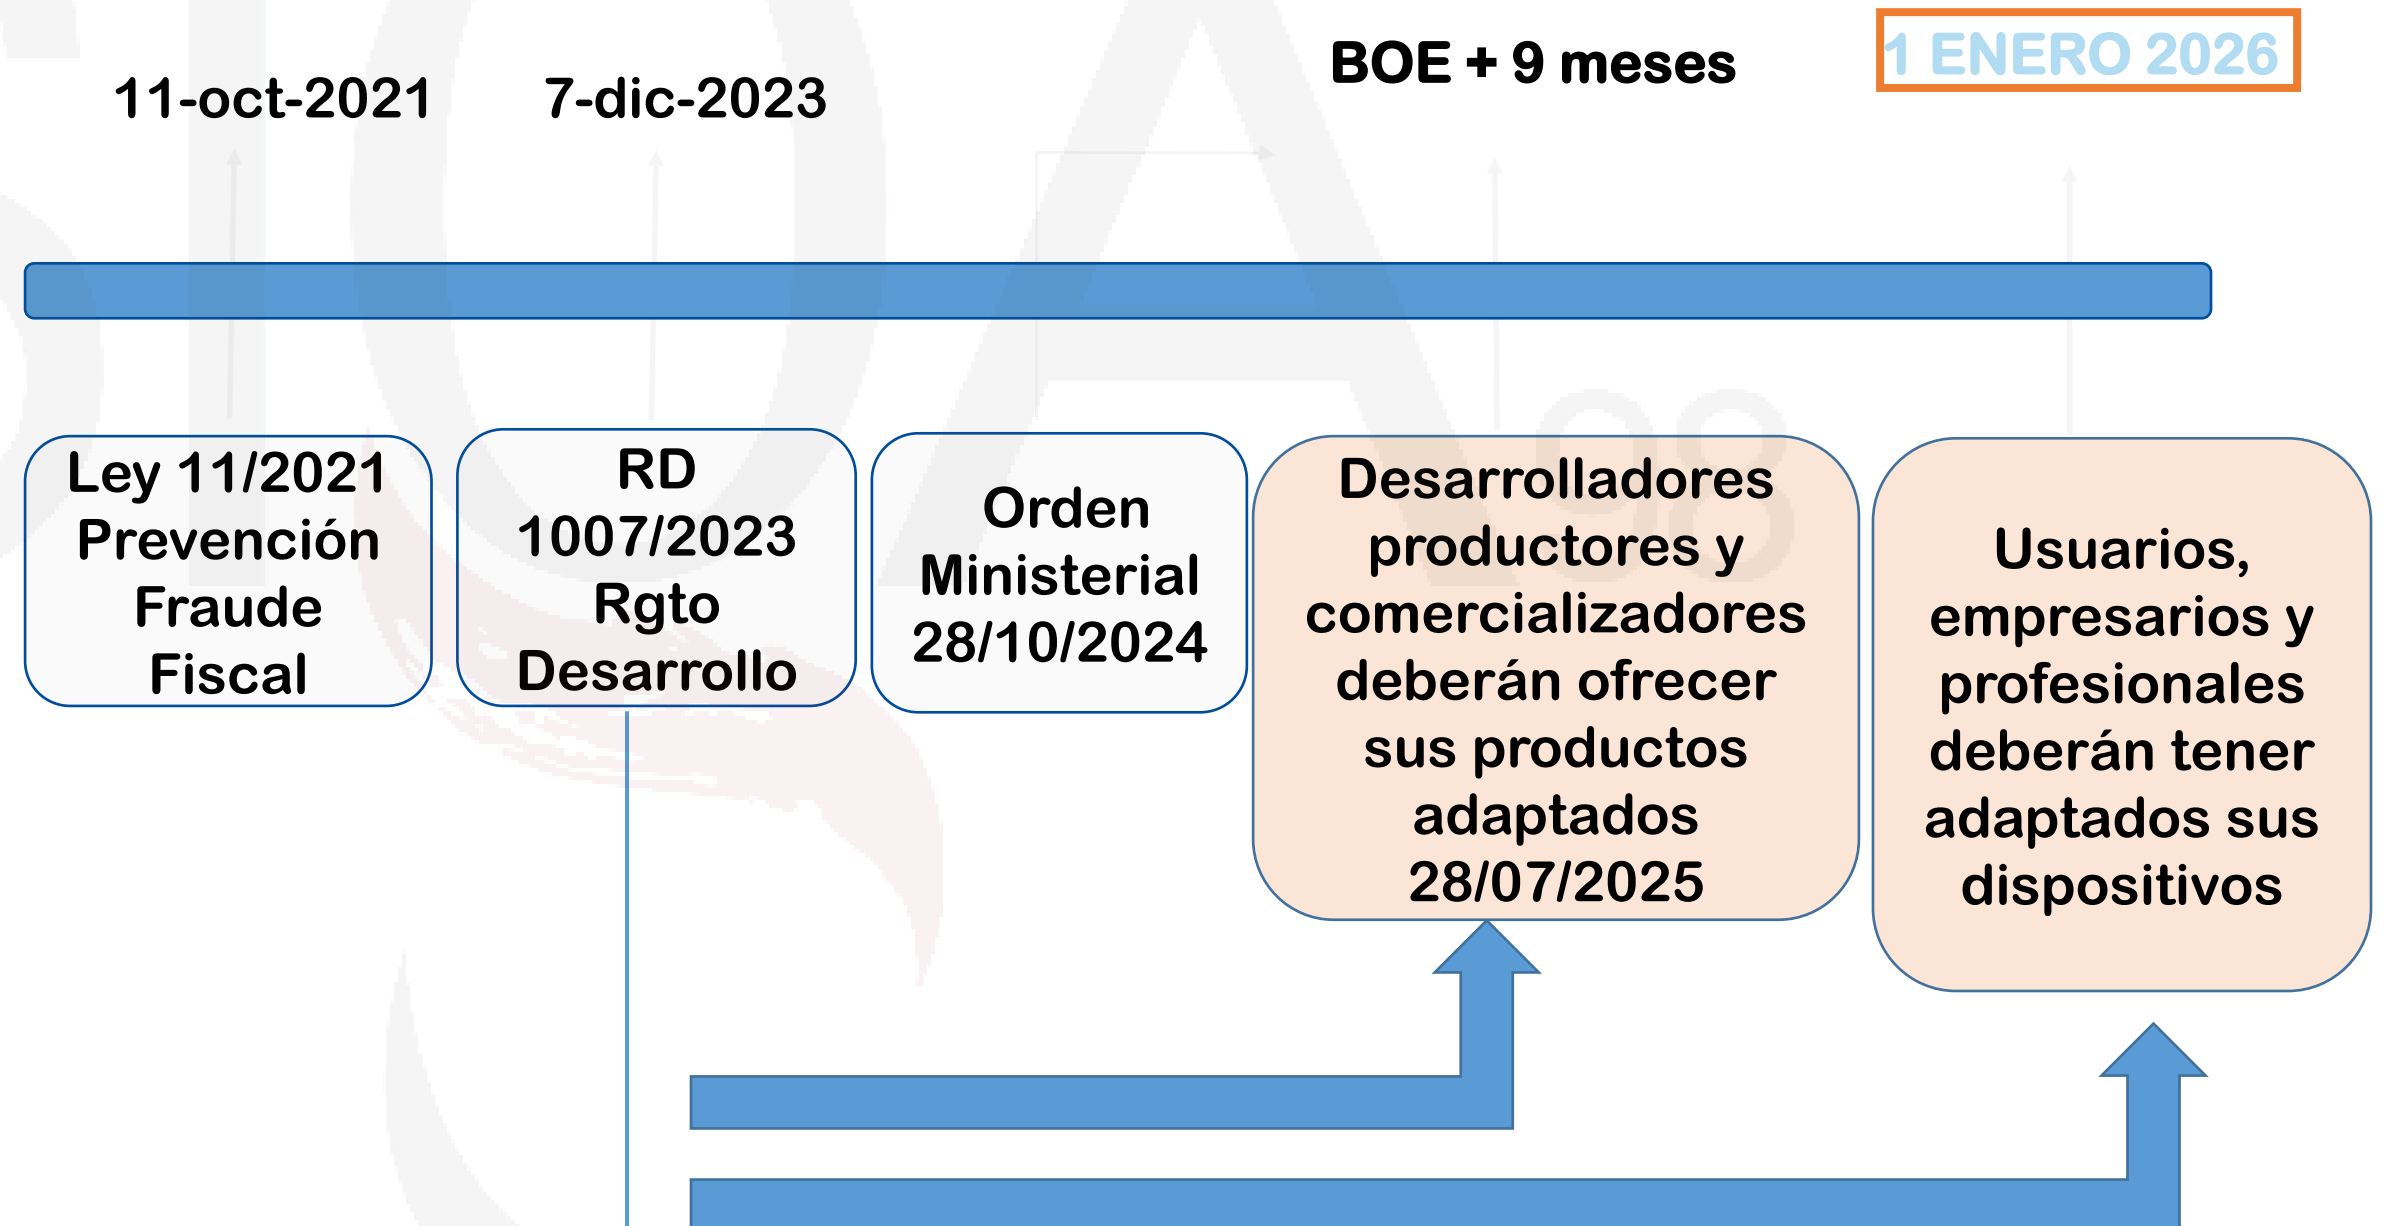 11-oct-2021
7-dic-2023
BOE + 9 meses
1 ENERO 2026
Ley 11/2021
Prevención
Fraude
Fiscal
RD
1007/2023
Rgto
Desarrollo
Orden
Ministerial
28/10/2024
Desarrolladores
productores y
comercializadores
deberán ofrecer
sus productos
adaptados
28/07/2025
Usuarios,
empresarios y
profesionales
deberán tener
adaptados sus
dispositivos